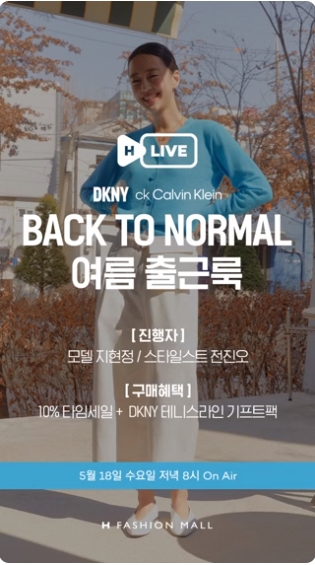 H LIVE
DKNY ck Calvin Klein
BACK TO NORMAL
여름 출근룩
[ 진행자 ]
모델 지현정 / 스타일스트 전진오
[ 구매혜택 ]
10% 타임세일 + DKNY 테니스라인 기프트팩
5월 18일 수요일 저녁 8시 On Air
H FASHION MALL